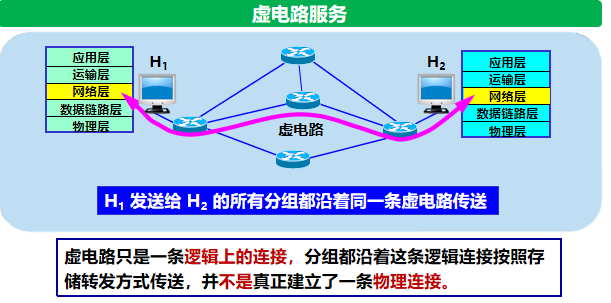 虚电路服务
H₁
H₂
应用层
运输层
网络层
数据链路层
物理层
应用层
运输层
网络层
数据链路层
物理层
虚电路
H₁ 发送给 H₂ 的所有分组都沿着同一条虚电路传送
虚电路只是一条逻辑上的连接，分组都沿着这条逻辑连接按照存
储转发方式传送，并不是真正建立了一条物理连接。